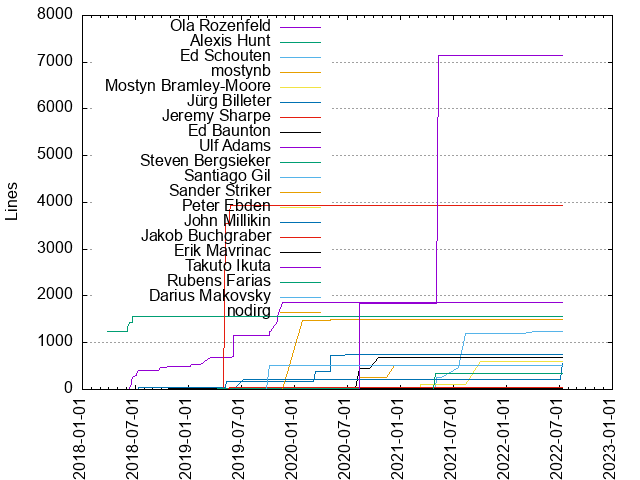 8000
7000
6000
5000
4000
3000
2000
1000
0
Lines
Ola Rozenfeld
Alexis Hunt
Ed Schouten
mostynb
Mostyn Bramley-Moore
Jürg Billeter
Jeremy Sharpe
Ed Baunton
Ulf Adams
Steven Bergsieker
Santiago Gil
Sander Striker
Peter Ebden
John Millikin
Jakob Buchgraber
Erik Mavrinac
Takuto Ikuta
Rubens Farias
Darius Makovsky
nodirg
2018-01-01
2018-07-01
2019-01-01
2019-07-01
2020-01-01
2020-07-01
2021-01-01
2021-07-01
2022-01-01
2022-07-01
2023-01-01